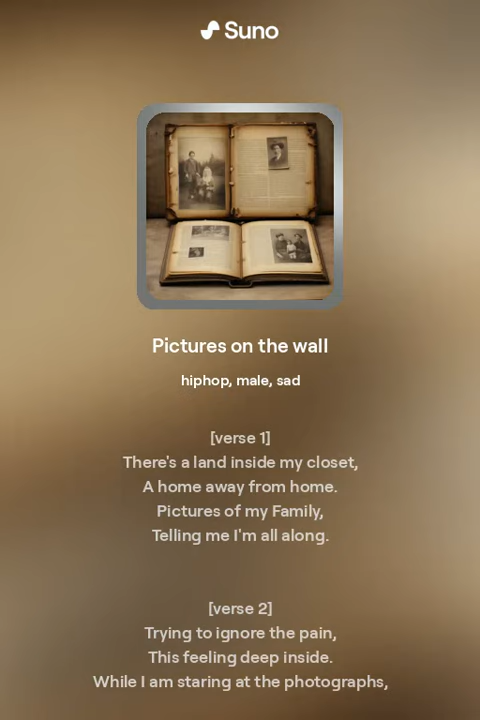 Suno
Pictures on the wall
hiphop, male, sad
[verse 1]
There's a land inside my closet,
A home away from home.
Pictures of my Family,
Telling me I'm all along.
[verse 2]
Trying to ignore the pain,
This feeling deep inside.
While I am staring at the photographs,